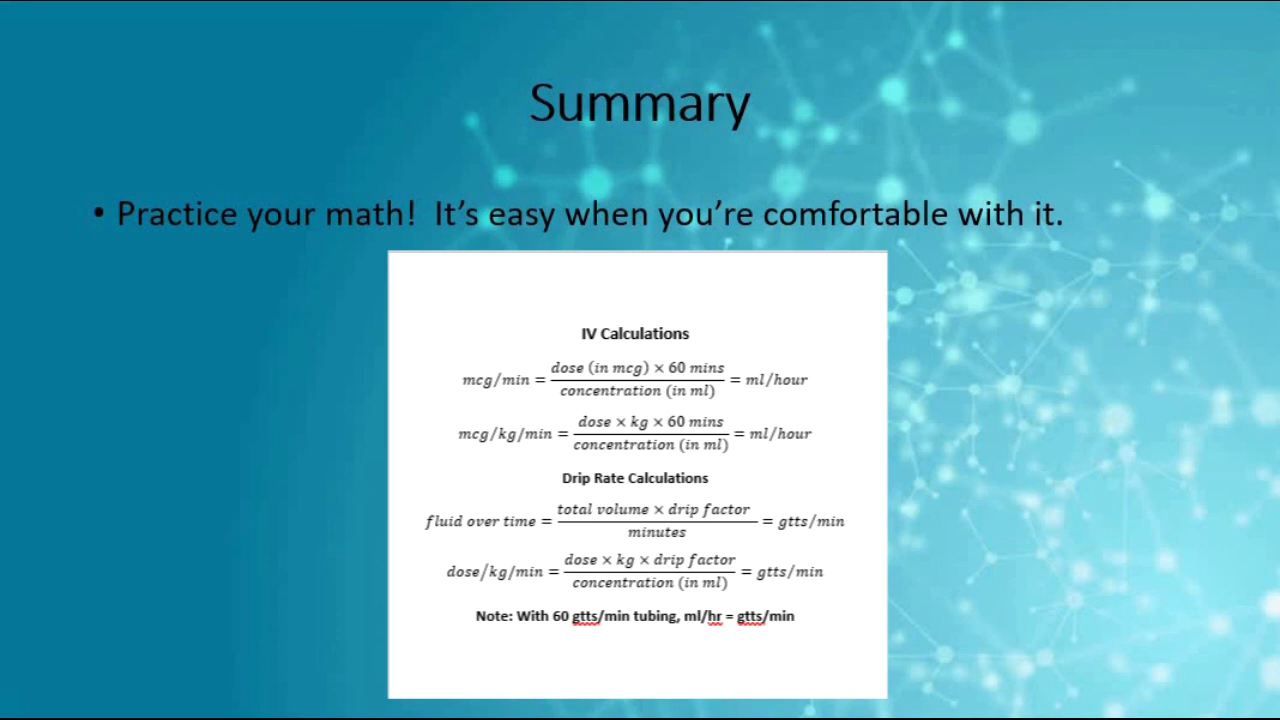 Summary
• Practice your math!  It’s easy when you’re comfortable with it.
IV Calculations
mcg/min = dose (in mcg) × 60 mins / concentration (in ml) = ml/hour
mcg/kg/min = dose × kg × 60 mins / concentration (in ml) = ml/hour
Drip Rate Calculations
fluid over time = total volume × drip factor / minutes = gtts/min
dose/kg/min = dose × kg × drip factor / concentration (in ml) = gtts/min
Note: With 60 gtts/min tubing, ml/hr = gtts/min